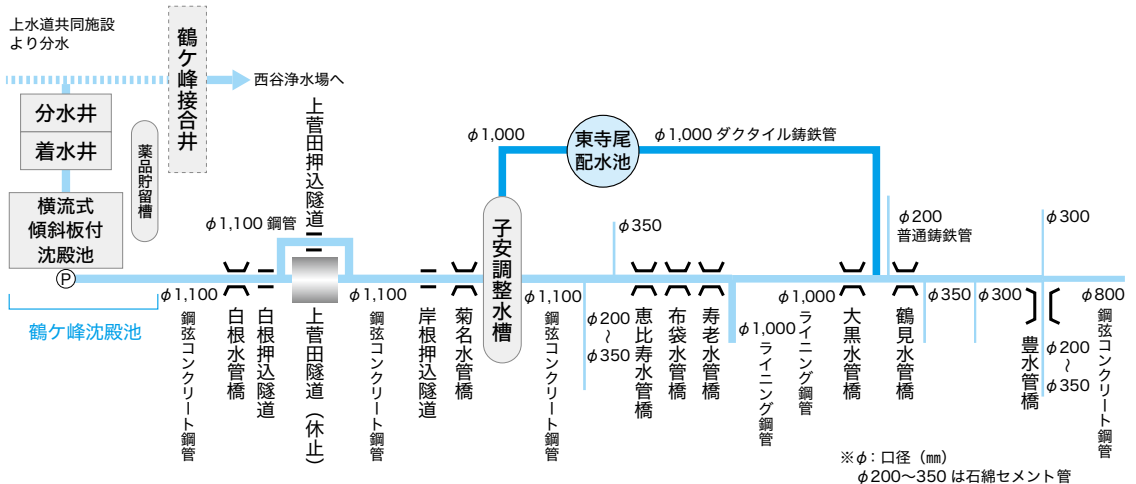 上水道共同施設
より分水
鶴ケ峰接合井
西谷浄水場へ
分水井
着水井
薬品貯留槽
横流式
傾斜板付
沈殿池
P
鶴ケ峰沈殿池
φ1,100
鋼弦コンクリート鋼管
白根水管橋
白根押込隧道
φ1,100 鋼管
上菅田押込隧道
上菅田隧道（休止）
φ1,100
鋼弦コンクリート鋼管
岸根押込隧道
菊名水管橋
子安調整水槽
φ1,000
東寺尾
配水池
φ1,000 ダクタイル鋳鉄管
φ1,100
鋼弦コンクリート鋼管
φ350
φ200
〜
φ350
恵比寿水管橋
布袋水管橋
寿老水管橋
φ1,000
ライニング鋼管
φ1,000
ライニング鋼管
大黒水管橋
φ200
普通鋳鉄管
鶴見水管橋
φ350
φ300
豊水管橋
φ300
φ200
〜
φ350
φ800
鋼弦コンクリート鋼管
※φ：口径（㎜）
φ200〜350 は石綿セメント管